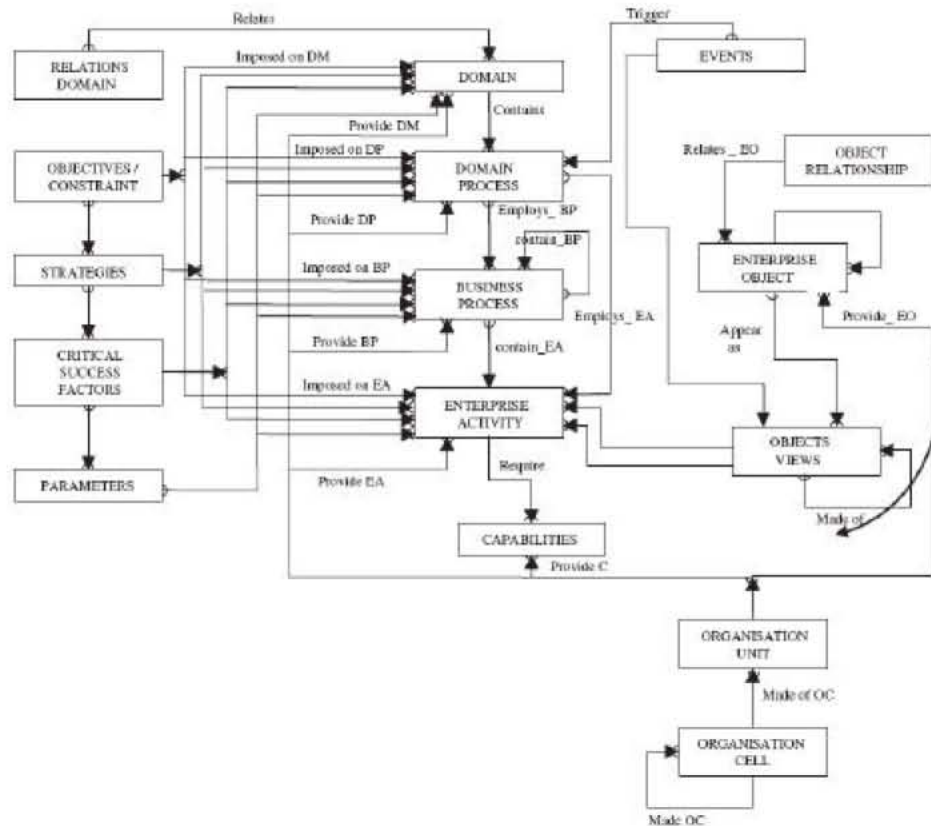 Relates
Trigger
RELATIONS
DOMAIN
Imposed on DM
DOMAIN
EVENTS
Contains
Provide DM
OBJECTIVES /
CONSTRAINT
Imposed on DP
DOMAIN
PROCESS
Relates _ EO
OBJECT
RELATIONSHIP
Provide DP
Employs_ BP
contain_BP
STRATEGIES
Imposed on BP
BUSINESS
PROCESS
ENTERPRISE
OBJECT
Employs_ EA
Provide_ EO
Provide BP
contain_EA
Appear
as
CRITICAL
SUCCESS
FACTORS
Imposed on EA
ENTERPRISE
ACTIVITY
OBJECTS
VIEWS
PARAMETERS
Provide EA
Require
Made of
CAPABILITIES
Provide C
ORGANISATION
UNIT
Made of OC
ORGANISATION
CELL
Made OC